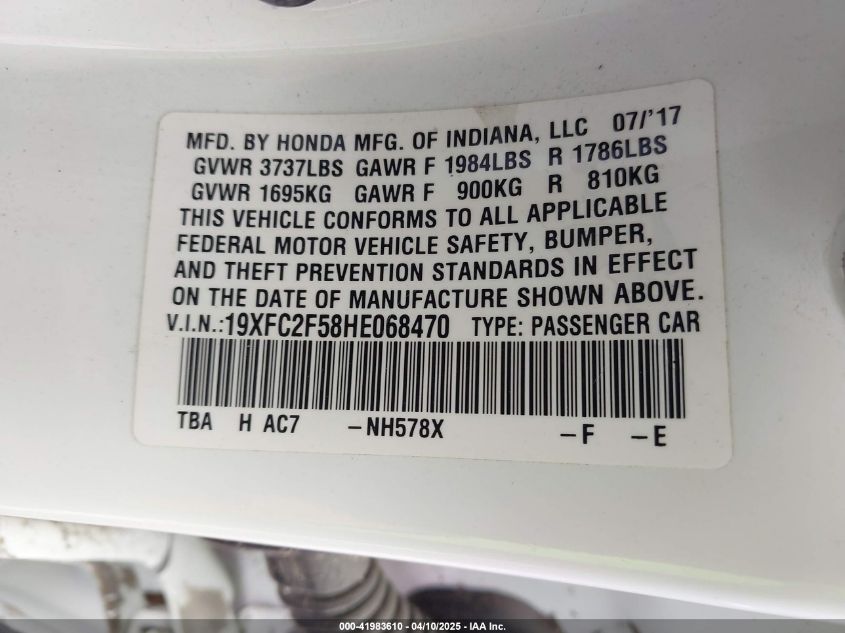 MFD. BY HONDA MFG. OF INDIANA, LLC 07/'17
GVWR 3737LBS GAWR F 1984LBS R 1786LBS
GVWR 1695KG GAWR F 900KG R 810KG
THIS VEHICLE CONFORMS TO ALL APPLICABLE
FEDERAL MOTOR VEHICLE SAFETY, BUMPER,
AND THEFT PREVENTION STANDARDS IN EFFECT
ON THE DATE OF MANUFACTURE SHOWN ABOVE.
V.I.N.:19XFC2F58HE068470 TYPE: PASSENGER CAR
TBA H AC7 -NH578X -F -E
000-41983610 - 04/10/2025 - IAA Inc.